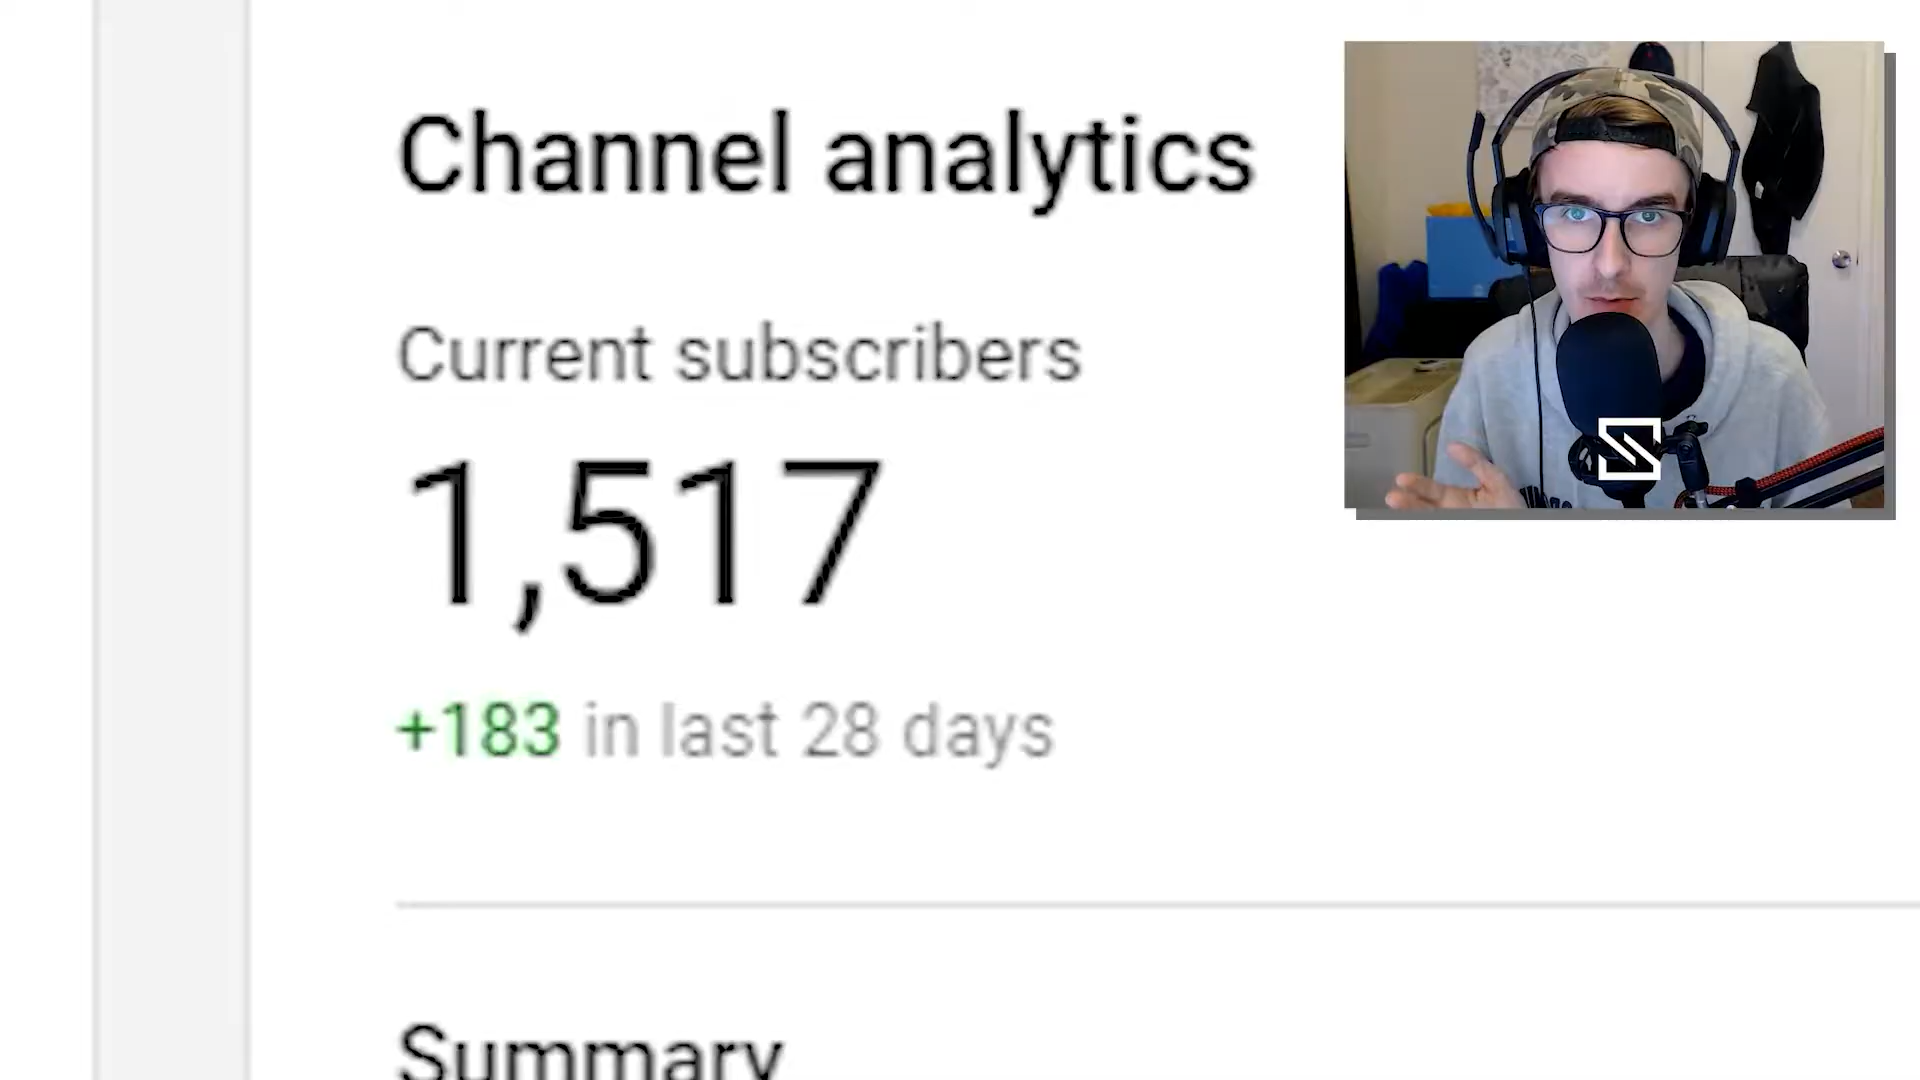 Channel analytics
Current subscribers
1,517
+183 in last 28 days
Summary